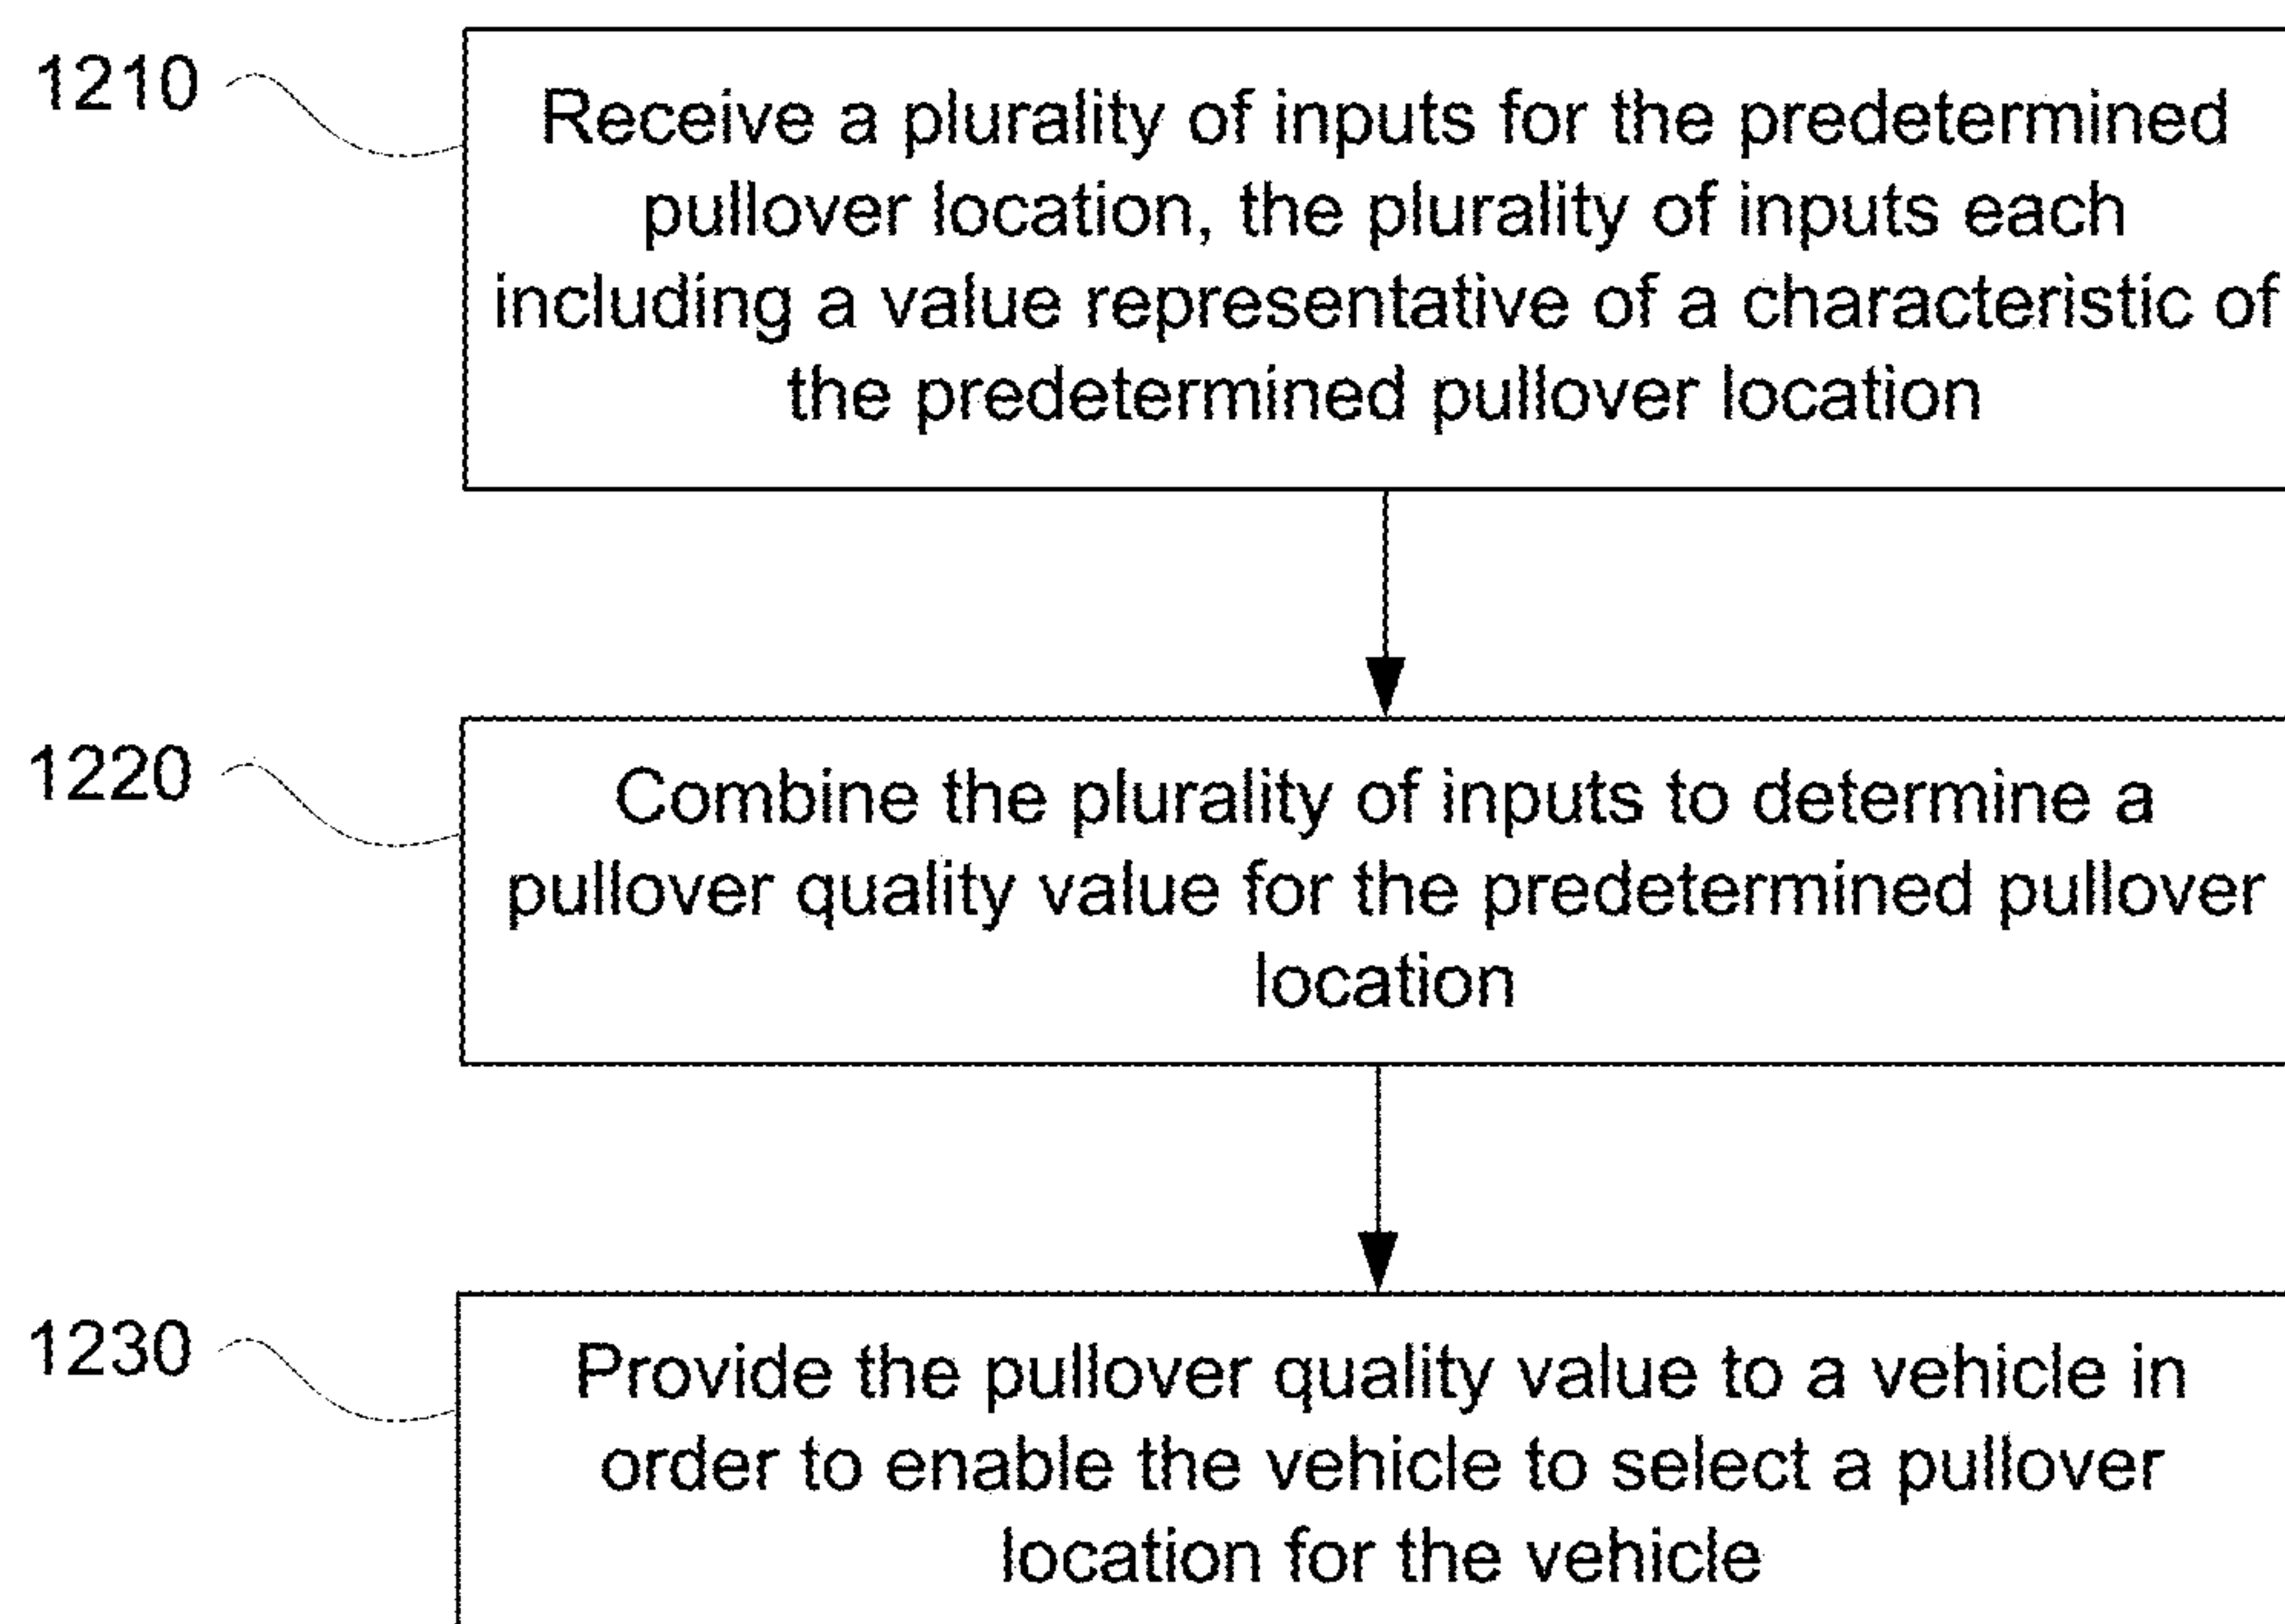 1210
Receive a plurality of inputs for the predetermined
pullover location, the plurality of inputs each
including a value representative of a characteristic of
the predetermined pullover location
1220
Combine the plurality of inputs to determine a
pullover quality value for the predetermined pullover
location
1230
Provide the pullover quality value to a vehicle in
order to enable the vehicle to select a pullover
location for the vehicle